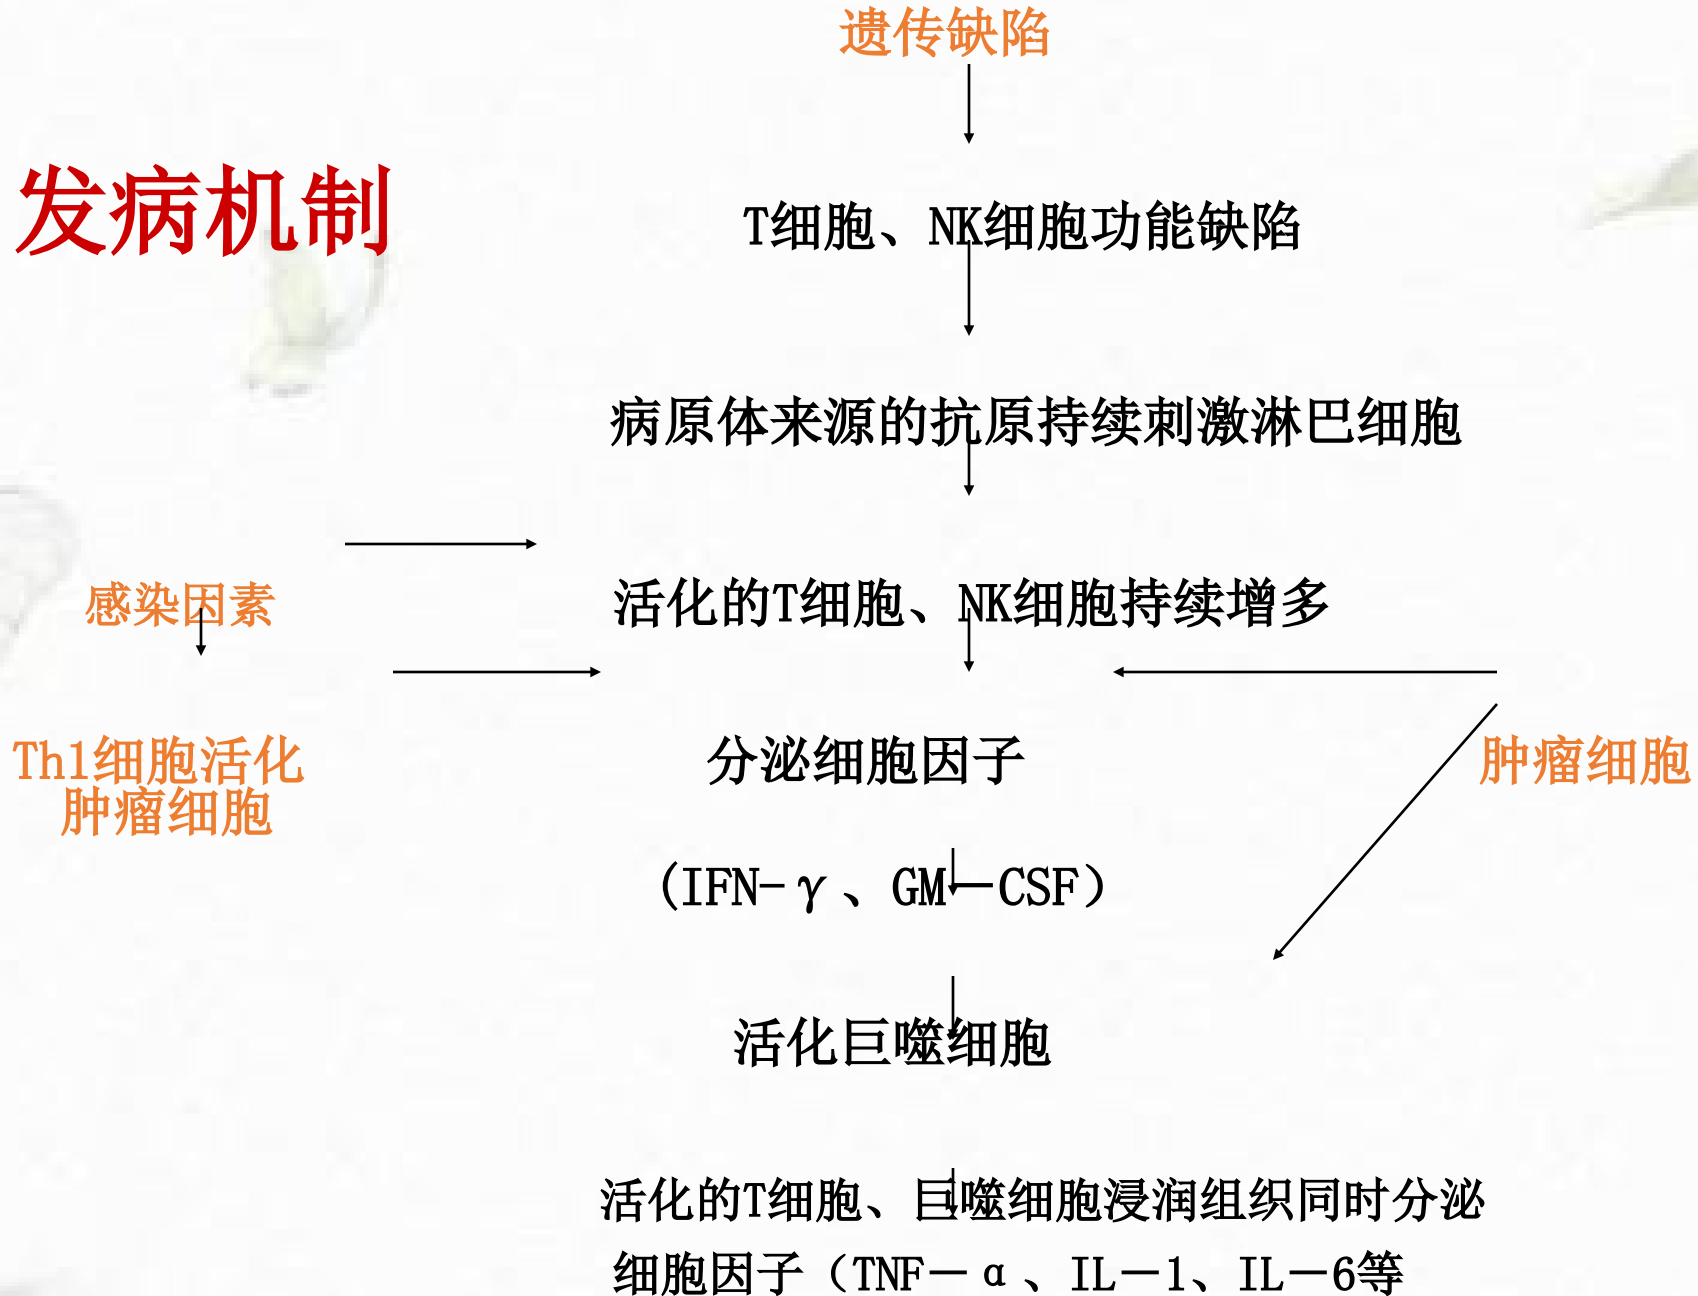 遗传缺陷
发病机制
T细胞、NK细胞功能缺陷
病原体来源的抗原持续刺激淋巴细胞
感染因素
活化的T细胞、NK细胞持续增多
Th1细胞活化
肿瘤细胞
分泌细胞因子
肿瘤细胞
(IFN-γ、GM-CSF)
活化巨噬细胞
活化的T细胞、巨噬细胞浸润组织同时分泌
细胞因子（TNF-α、IL-1、IL-6等